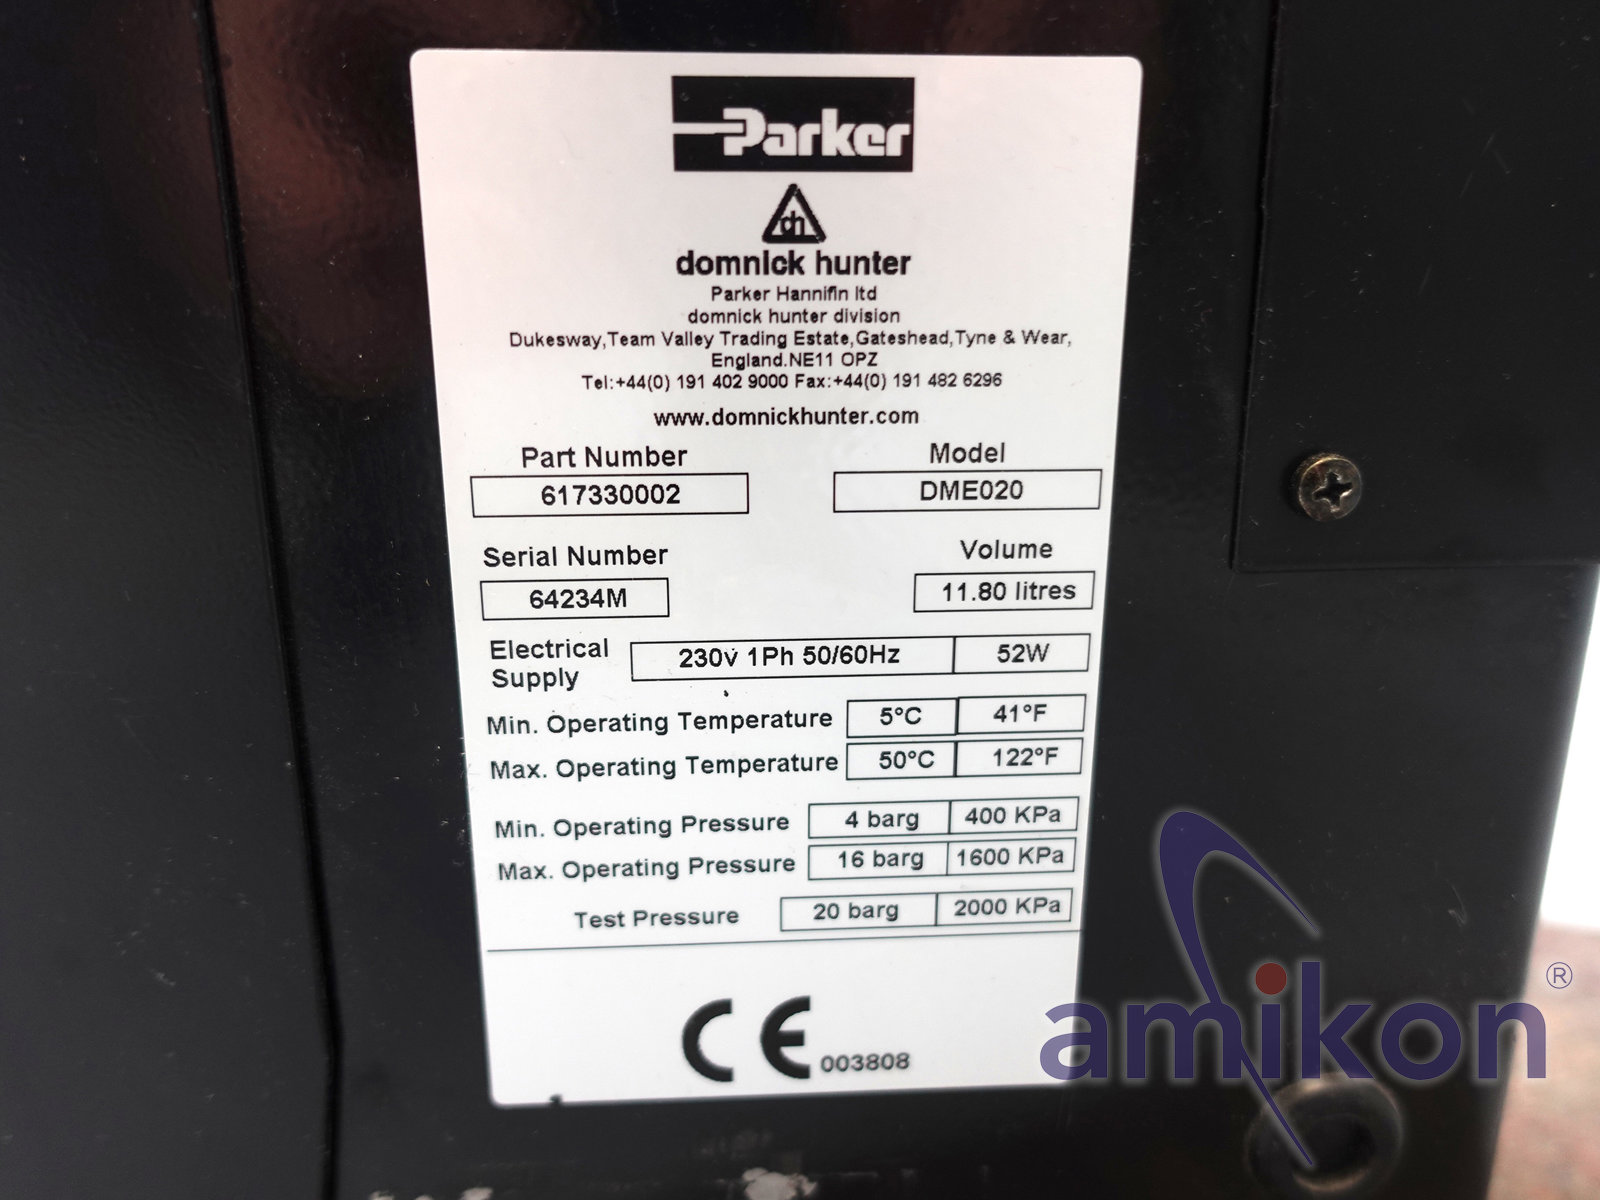 Parker
dh
domnick hunter
Parker Hannifin ltd
domnick hunter division
Dukesway,Team Valley Trading Estate,Gateshead,Tyne & Wear,
England.NE11 OPZ
Tel:+44(0) 191 402 9000 Fax:+44(0) 191 482 6296
www.domnickhunter.com
Part Number Model
617330002 DME020
Serial Number Volume
64234M 11.80 litres
Electrical Supply 230v 1Ph 50/60Hz 52W
Min. Operating Temperature 5°C 41°F
Max. Operating Temperature 50°C 122°F
Min. Operating Pressure 4 barg 400 KPa
Max. Operating Pressure 16 barg 1600 KPa
Test Pressure 20 barg 2000 KPa
CE 003808
amikon®